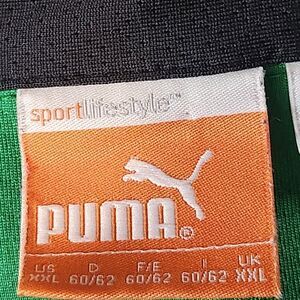 sportlifestyle™
PUMA®
US D F/E I UK
XXL 60/62 60/62 60/62 XXL